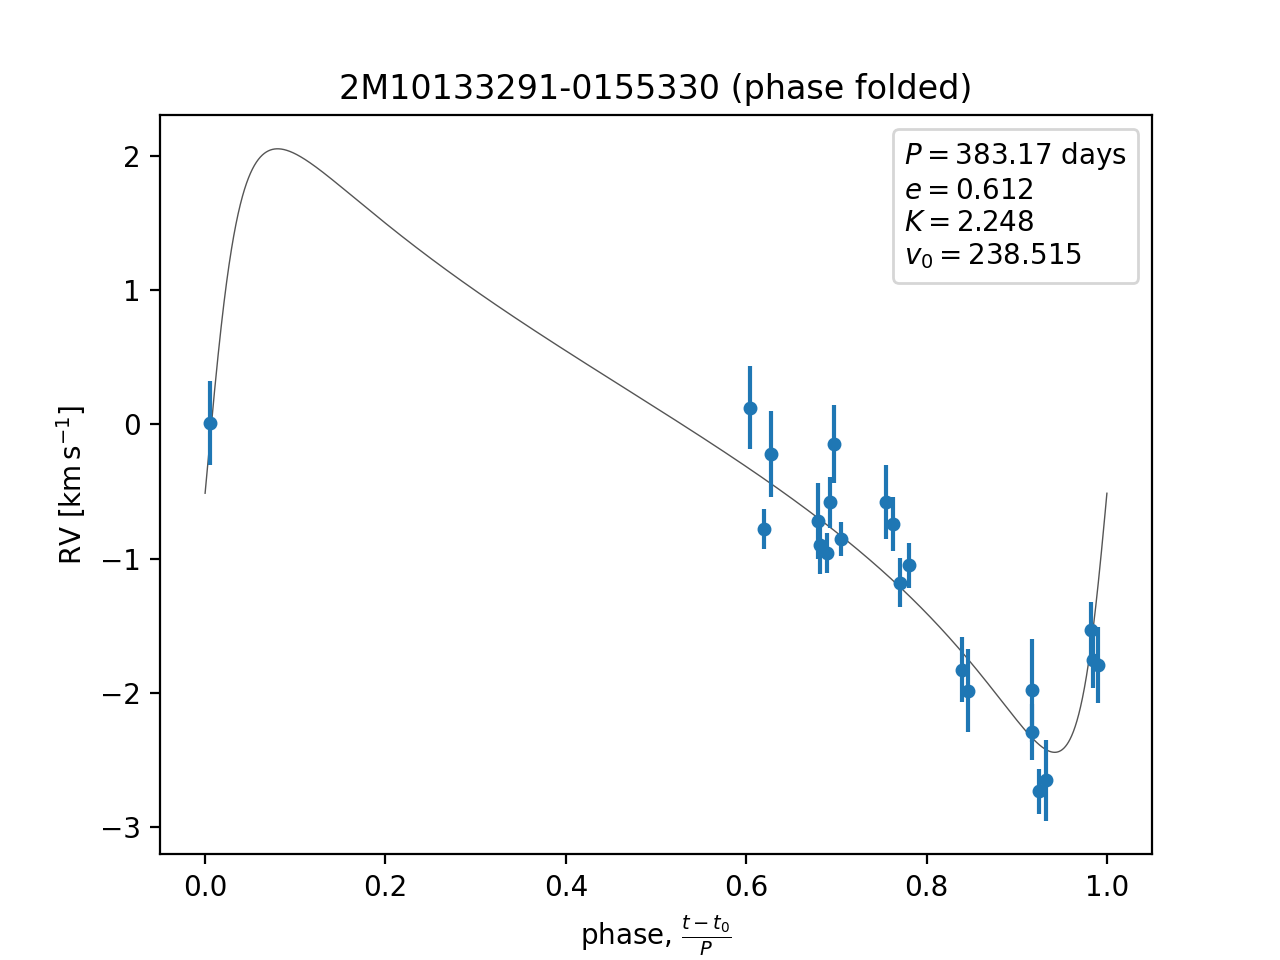 2M10133291-0155330 (phase folded)
P = 383.17 days
e = 0.612
K = 2.248
v₀ = 238.515
2
1
0
−1
−2
−3
RV [km s⁻¹]
0.0 0.2 0.4 0.6 0.8 1.0
phase, (t − t₀)/P